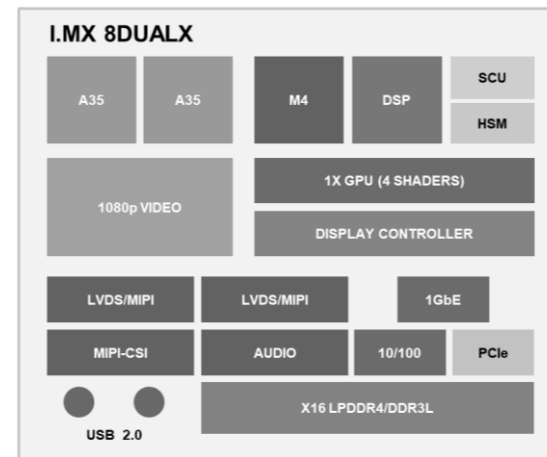 I.MX 8DUALX
A35 A35 M4 DSP SCU
HSM
1080p VIDEO
1X GPU (4 SHADERS)
DISPLAY CONTROLLER
LVDS/MIPI LVDS/MIPI 1GbE
MIPI-CSI AUDIO 10/100 PCIe
USB 2.0
X16 LPDDR4/DDR3L